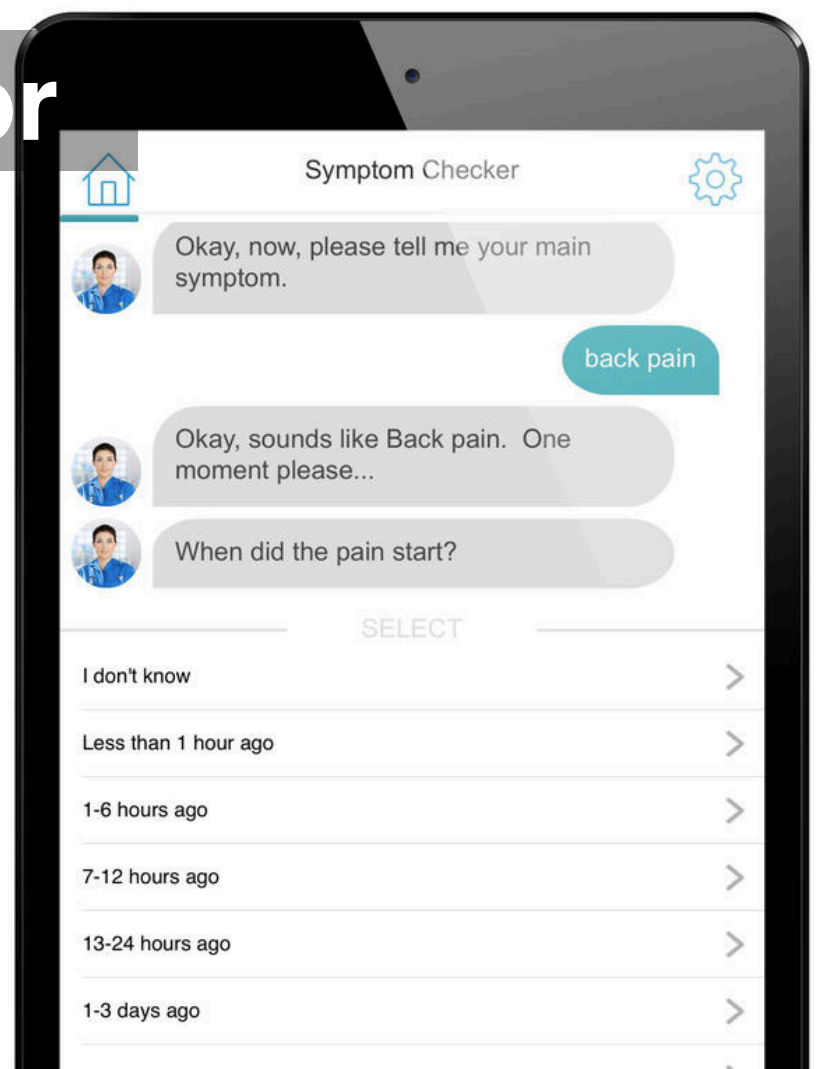 or
Symptom Checker
Okay, now, please tell me your main
symptom.
back pain
Okay, sounds like Back pain. One
moment please...
When did the pain start?
SELECT
I don't know
Less than 1 hour ago
1-6 hours ago
7-12 hours ago
13-24 hours ago
1-3 days ago